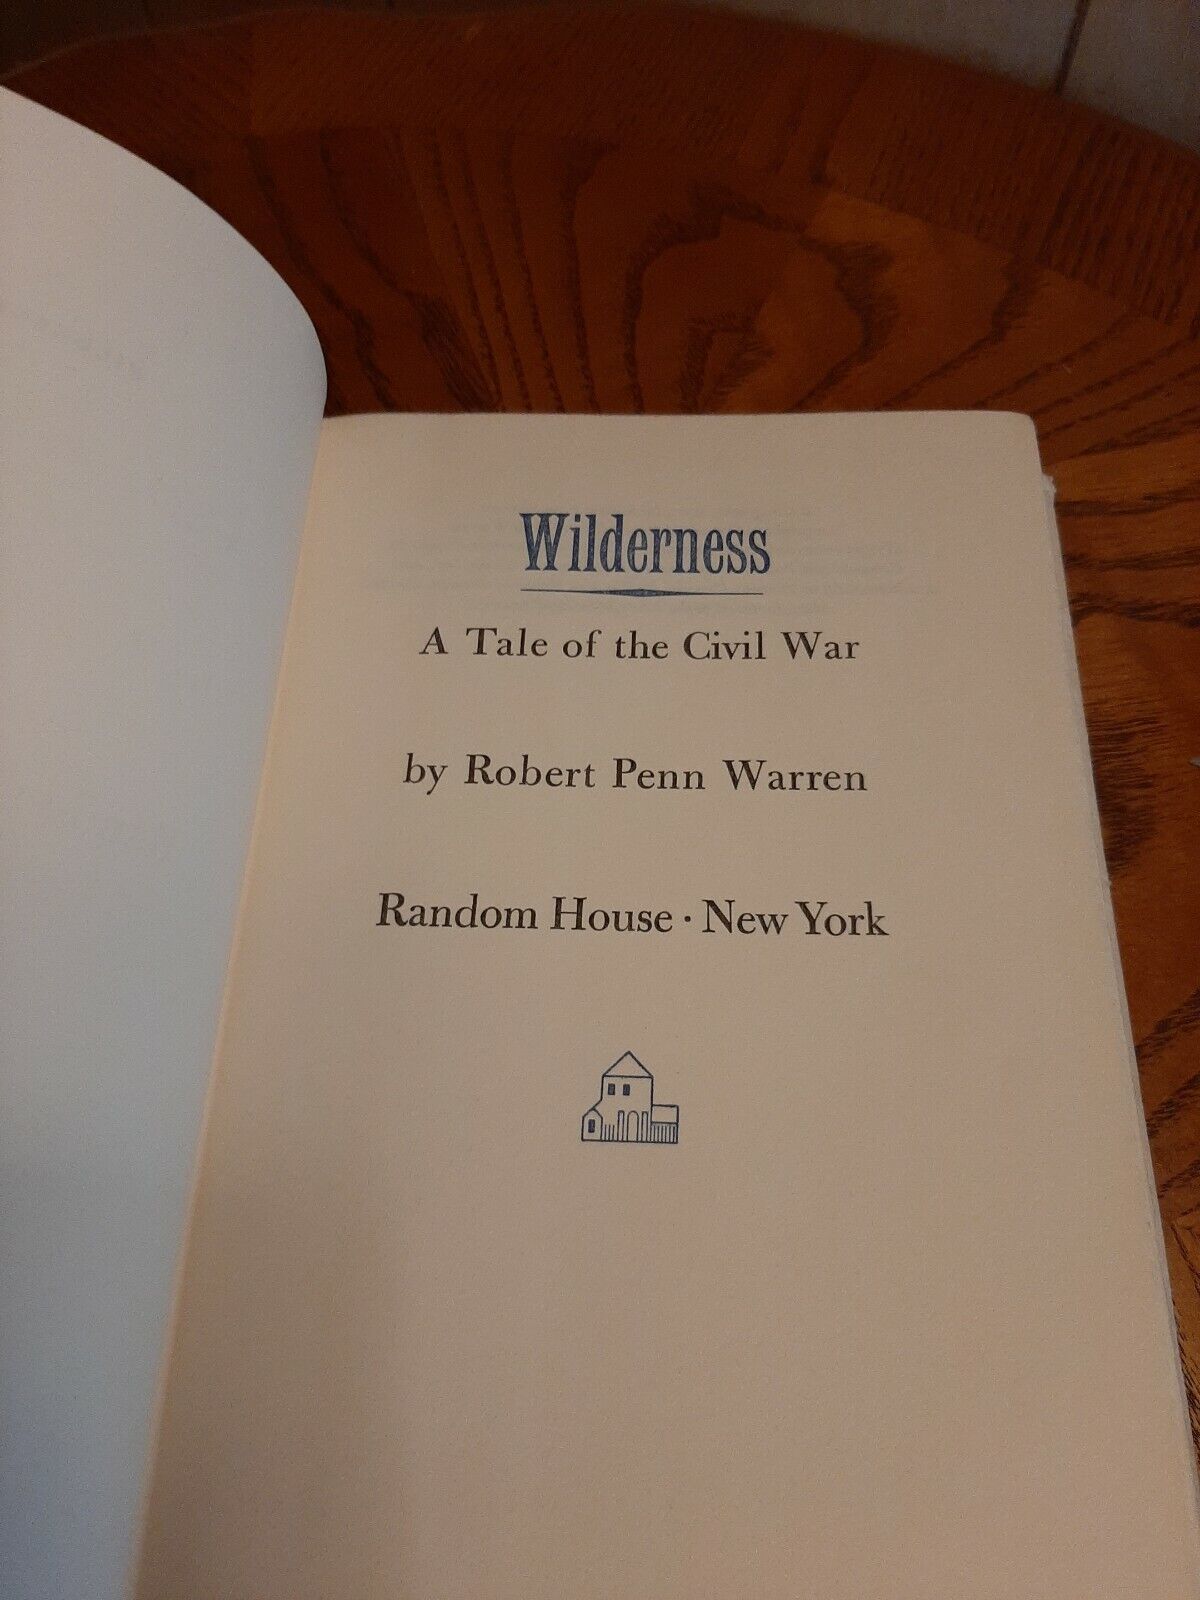 Wilderness
A Tale of the Civil War
by Robert Penn Warren
Random House · New York